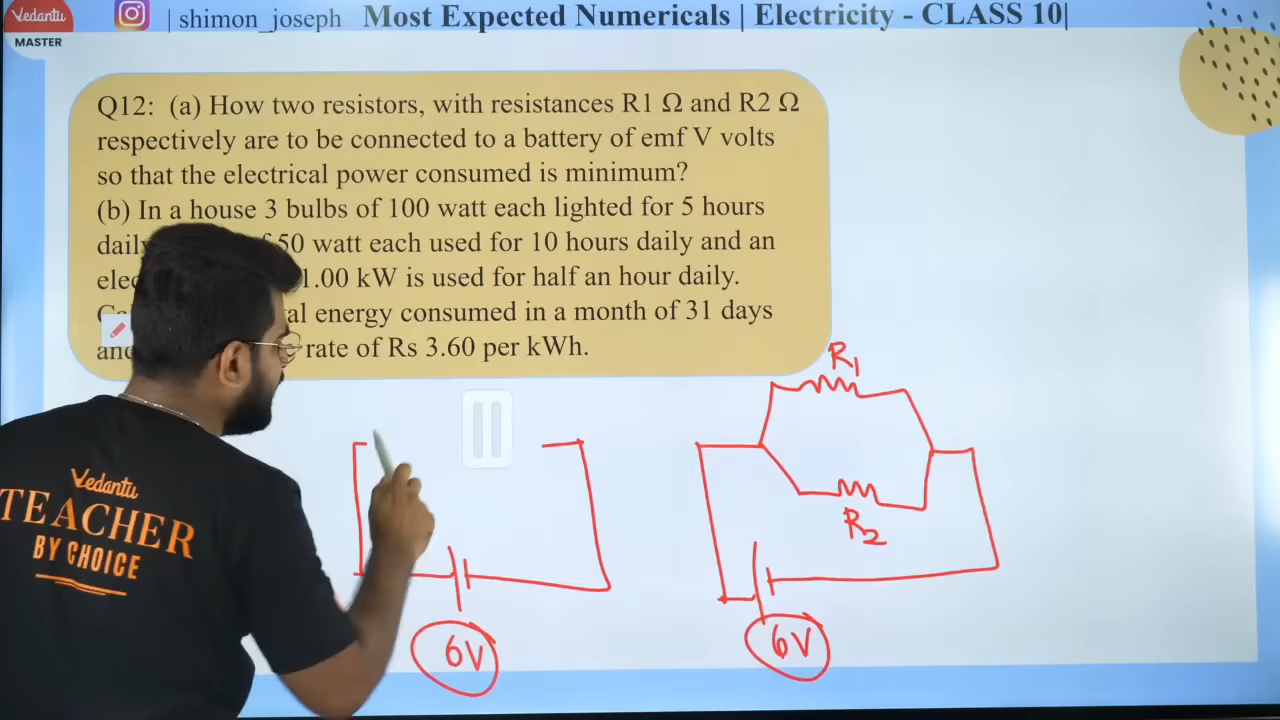 Vedantu
MASTER
| shimon_joseph Most Expected Numericals | Electricity - CLASS 10|
Q12: (a) How two resistors, with resistances R1 Ω and R2 Ω
respectively are to be connected to a battery of emf V volts
so that the electrical power consumed is minimum?
(b) In a house 3 bulbs of 100 watt each lighted for 5 hours
50 watt each used for 10 hours daily and an
1.00 kW is used for half an hour daily.
energy consumed in a month of 31 days
rate of Rs 3.60 per kWh.
R1
R2
6V
6V
Vedantu
TEACHER
BY CHOICE